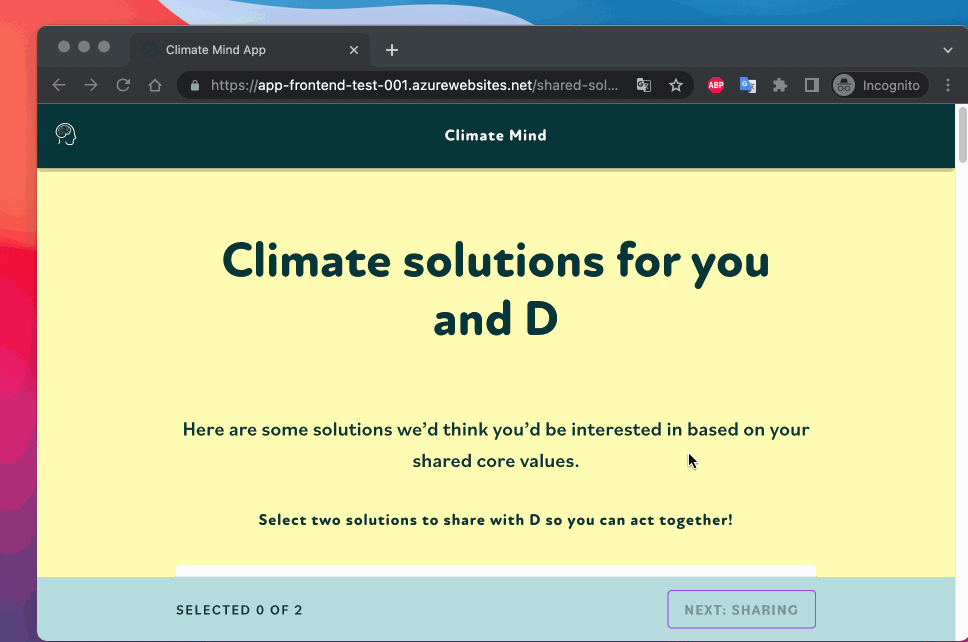 Climate Mind App
https://app-frontend-test-001.azurewebsites.net/shared-sol...
ABP
Incognito
Climate Mind
Climate solutions for you
and D
Here are some solutions we’d think you’d be interested in based on your
shared core values.
Select two solutions to share with D so you can act together!
SELECTED 0 OF 2
NEXT: SHARING